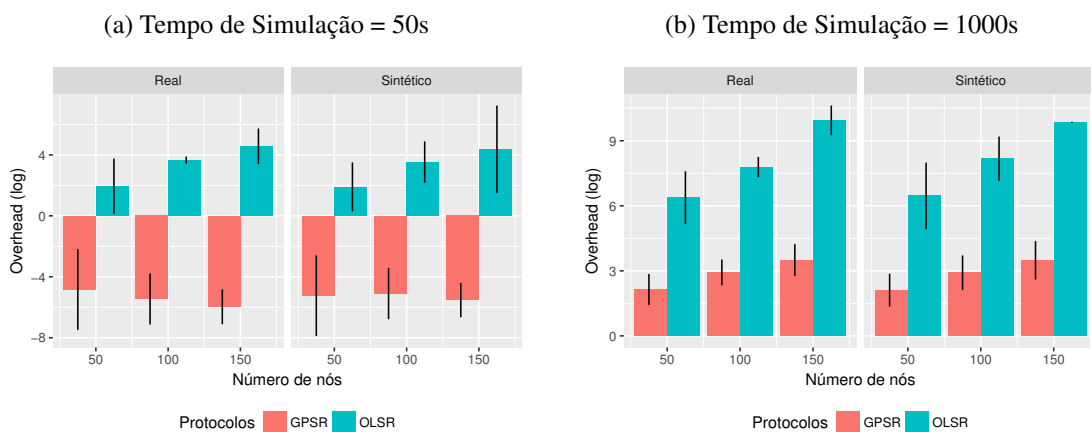 (a) Tempo de Simulação = 50s
Real
Sintético
Overhead (log)
4
0
−4
−8
50
100
150
50
100
150
Número de nós
Protocolos GPSR OLSR
(b) Tempo de Simulação = 1000s
Real
Sintético
Overhead (log)
9
6
3
0
50
100
150
50
100
150
Número de nós
Protocolos GPSR OLSR